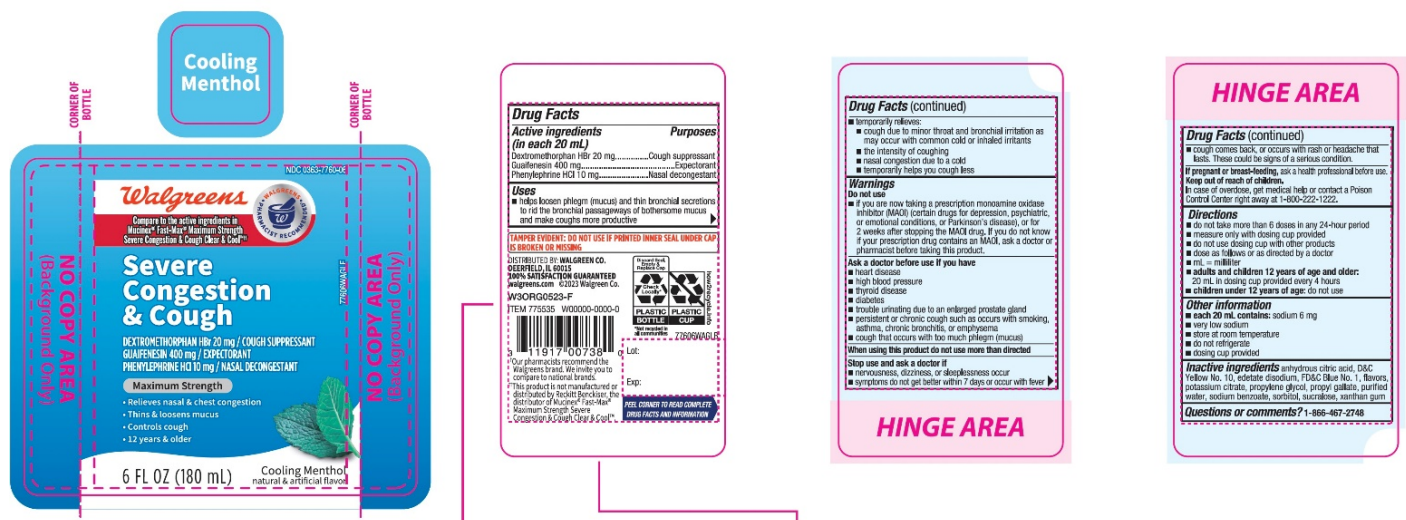 Cooling
Menthol
CORNER OF
BOTTLE
CORNER OF
BOTTLE
NDC 0363-7760-06
Walgreens
WALGREENS PHARMACIST RECOMMENDED
Compare to the active ingredients in
Mucinex® Fast-Max® Maximum Strength
Severe Congestion & Cough Clear & Cool™
Severe
Congestion
& Cough
DEXTROMETHORPHAN HBr 20 mg / COUGH SUPPRESSANT
GUAIFENESIN 400 mg / EXPECTORANT
PHENYLEPHRINE HCl 10 mg / NASAL DECONGESTANT
Maximum Strength
• Relieves nasal & chest congestion
• Thins & loosens mucus
• Controls cough
• 12 years & older
6 FL OZ (180 mL)
Cooling Menthol
natural & artificial flavor
NO COPY AREA
(Background Only)
77606WAGLF
NO COPY AREA
(Background Only)
Drug Facts
Active ingredients Purposes
(in each 20 mL)
Dextromethorphan HBr 20 mg..............Cough suppressant
Guaifenesin 400 mg..............................Expectorant
Phenylephrine HCl 10 mg................Nasal decongestant
Uses
■ helps loosen phlegm (mucus) and thin bronchial secretions
to rid the bronchial passageways of bothersome mucus
and make coughs more productive
TAMPER EVIDENT: DO NOT USE IF PRINTED INNER SEAL UNDER CAP
IS BROKEN OR MISSING
DISTRIBUTED BY: WALGREEN CO.
DEERFIELD, IL 60015
100% SATISFACTION GUARANTEED
walgreens.com ©2023 Walgreen Co.
W3ORG0523-F
ITEM 775535 W00000-0000-0
3 11917 00738 0
Discard Seal,
Empty &
Replace Cap
Check
Locally*
PLASTIC PLASTIC
BOTTLE CUP
*Not recycled in
all communities
how2recycle.info
77606WAGLR
Our pharmacists recommend the
Walgreens brand. We invite you to
compare to national brands.
This product is not manufactured or
distributed by Reckitt Benckiser, the
distributor of Mucinex® Fast-Max®
Maximum Strength Severe
Congestion & Cough Clear & Cool™.
Lot:
Exp:
PEEL CORNER TO READ COMPLETE
DRUG FACTS AND INFORMATION
Drug Facts (continued)
■ temporarily relieves:
■ cough due to minor throat and bronchial irritation as
may occur with common cold or inhaled irritants
■ the intensity of coughing
■ nasal congestion due to a cold
■ temporarily helps you cough less
Warnings
Do not use
■ if you are now taking a prescription monoamine oxidase
inhibitor (MAOI) (certain drugs for depression, psychiatric,
or emotional conditions, or Parkinson's disease), or for
2 weeks after stopping the MAOI drug. If you do not know
if your prescription drug contains an MAOI, ask a doctor or
pharmacist before taking this product.
Ask a doctor before use if you have
■ heart disease
■ high blood pressure
■ thyroid disease
■ diabetes
■ trouble urinating due to an enlarged prostate gland
■ persistent or chronic cough such as occurs with smoking,
asthma, chronic bronchitis, or emphysema
■ cough that occurs with too much phlegm (mucus)
When using this product do not use more than directed
Stop use and ask a doctor if
■ nervousness, dizziness, or sleeplessness occur
■ symptoms do not get better within 7 days or occur with fever
HINGE AREA
HINGE AREA
Drug Facts (continued)
■ cough comes back, or occurs with rash or headache that
lasts. These could be signs of a serious condition.
If pregnant or breast-feeding, ask a health professional before use.
Keep out of reach of children.
In case of overdose, get medical help or contact a Poison
Control Center right away at 1-800-222-1222.
Directions
■ do not take more than 6 doses in any 24-hour period
■ measure only with dosing cup provided
■ do not use dosing cup with other products
■ dose as follows or as directed by a doctor
■ mL = milliliter
■ adults and children 12 years of age and older:
20 mL in dosing cup provided every 4 hours
■ children under 12 years of age: do not use
Other information
■ each 20 mL contains: sodium 6 mg
■ very low sodium
■ store at room temperature
■ do not refrigerate
■ dosing cup provided
Inactive ingredients anhydrous citric acid, D&C
Yellow No. 10, edetate disodium, FD&C Blue No. 1, flavors,
potassium citrate, propylene glycol, propyl gallate, purified
water, sodium benzoate, sorbitol, sucralose, xanthan gum
Questions or comments? 1-866-467-2748